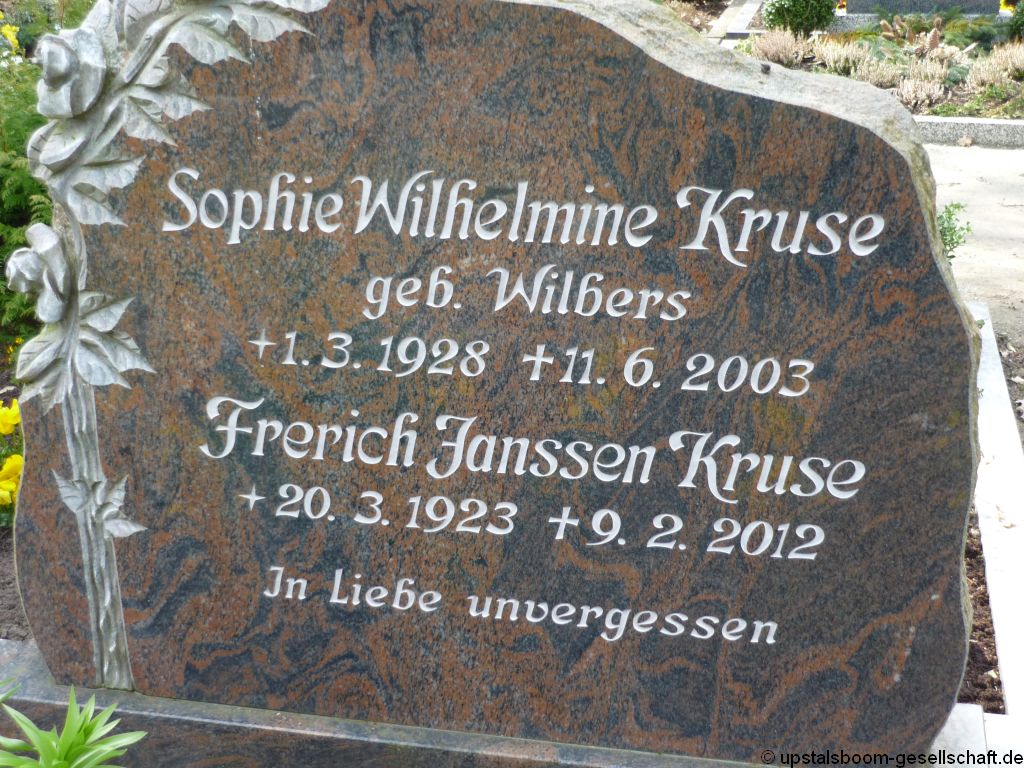 Sophie Wilhelmine Kruse
geb. Wilbers
+ 1. 3. 1928 ✝ 11. 6. 2003
Frerich Janssen Kruse
+ 20. 3. 1923 ✝ 9. 2. 2012
In Liebe unvergessen
© upstalsboom-gesellschaft.de